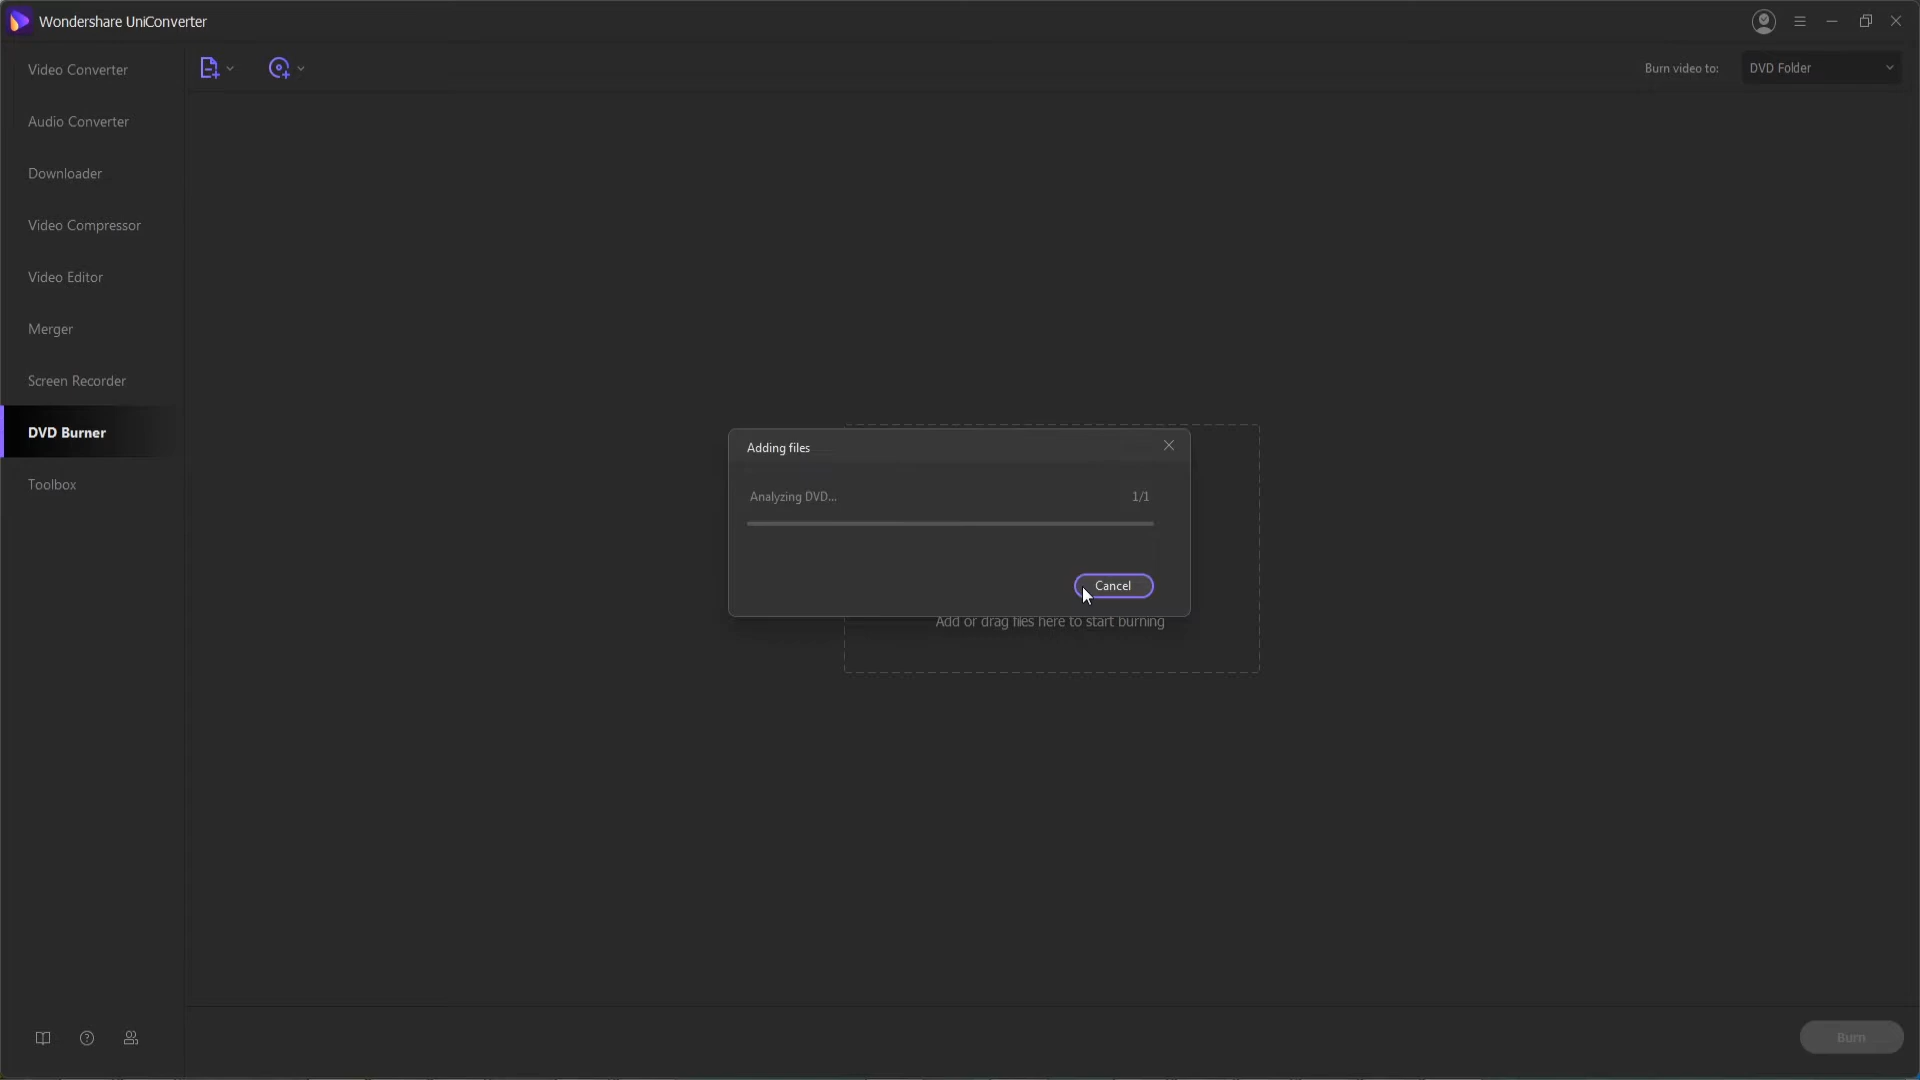 Wondershare UniConverter
Video Converter
Audio Converter
Downloader
Video Compressor
Video Editor
Merger
Screen Recorder
DVD Burner
Toolbox
Burn video to:
DVD Folder
Adding files
Analyzing DVD...
1/1
Cancel
Add or drag files here to start burning
Burn